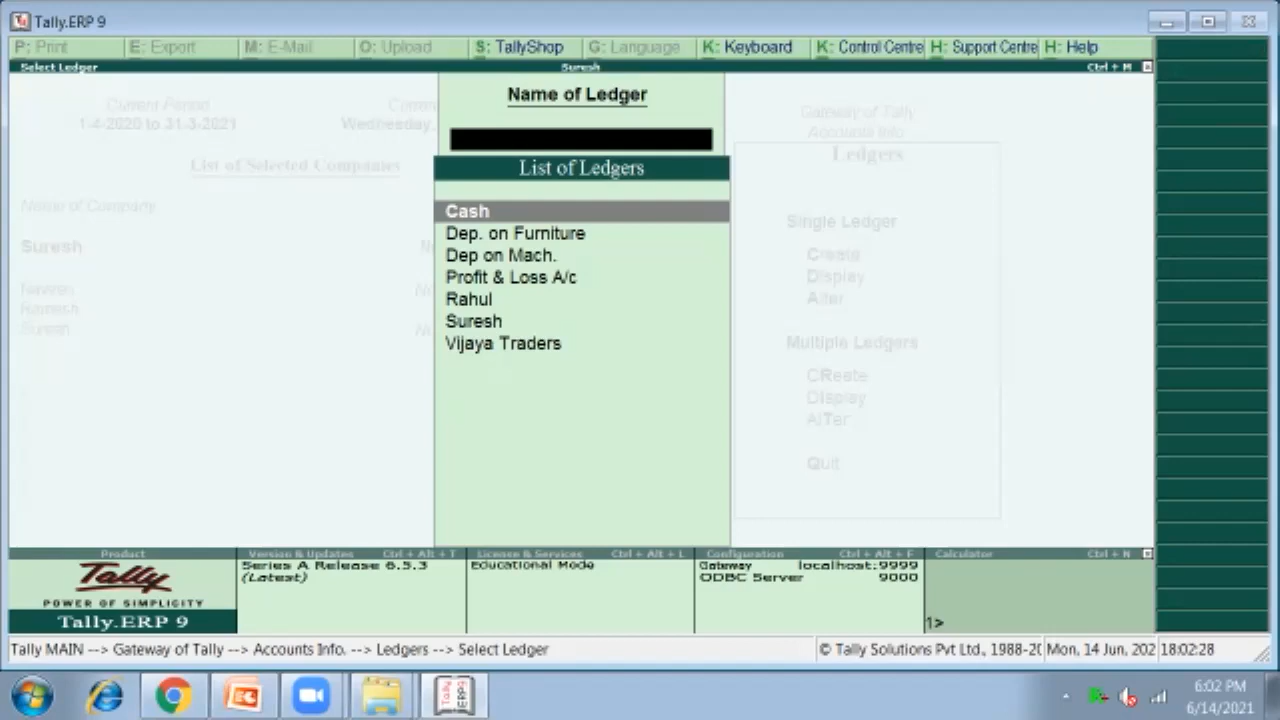 Tally.ERP 9
P: Print E: Export M: E-Mail O: Upload S: TallyShop G: Language K: Keyboard K: Control Centre H: Support Centre H: Help
Select Ledger Suresh Ctrl + M
Current Period
1-4-2020 to 31-3-2021 Wednesday,
List of Selected Companies
Name of Company
Suresh
Suresh
Name of Ledger
List of Ledgers
Cash
Dep. on Furniture
Dep on Mach.
Profit & Loss A/c
Rahul
Suresh
Vijaya Traders
Gateway of Tally
Accounts Info.
Ledgers
Single Ledger
Create
Display
Alter
Multiple Ledgers
CReate
DIsplay
AlTer
Quit
Product Version & Updates Ctrl + Alt + T License & Services Ctrl + Alt + L Configuration Ctrl + Alt + F Calculator Ctrl + N
Tally
POWER OF SIMPLICITY
Tally.ERP 9
Series A Release 6.5.3
(Latest)
Educational Mode
Gateway localhost:9999
ODBC Server 9000
1>
Tally MAIN --> Gateway of Tally --> Accounts Info. --> Ledgers --> Select Ledger © Tally Solutions Pvt Ltd., 1988-20 Mon, 14 Jun, 202 18:02:28
6:02 PM
6/14/2021